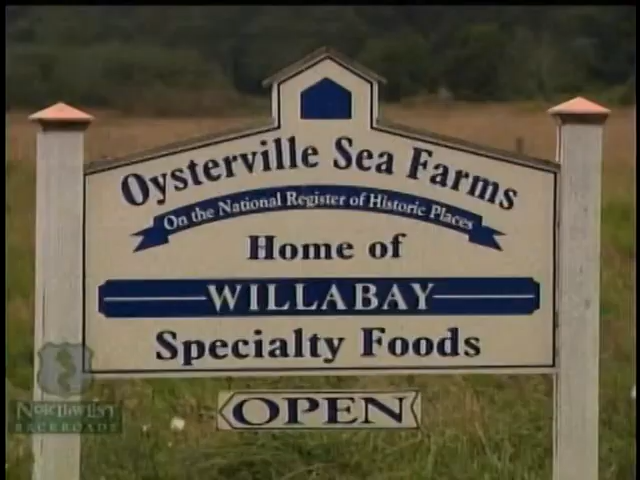 Oysterville Sea Farms
On the National Register of Historic Places
Home of
WILLABAY
Specialty Foods
OPEN
NORTHWEST
BACKROADS